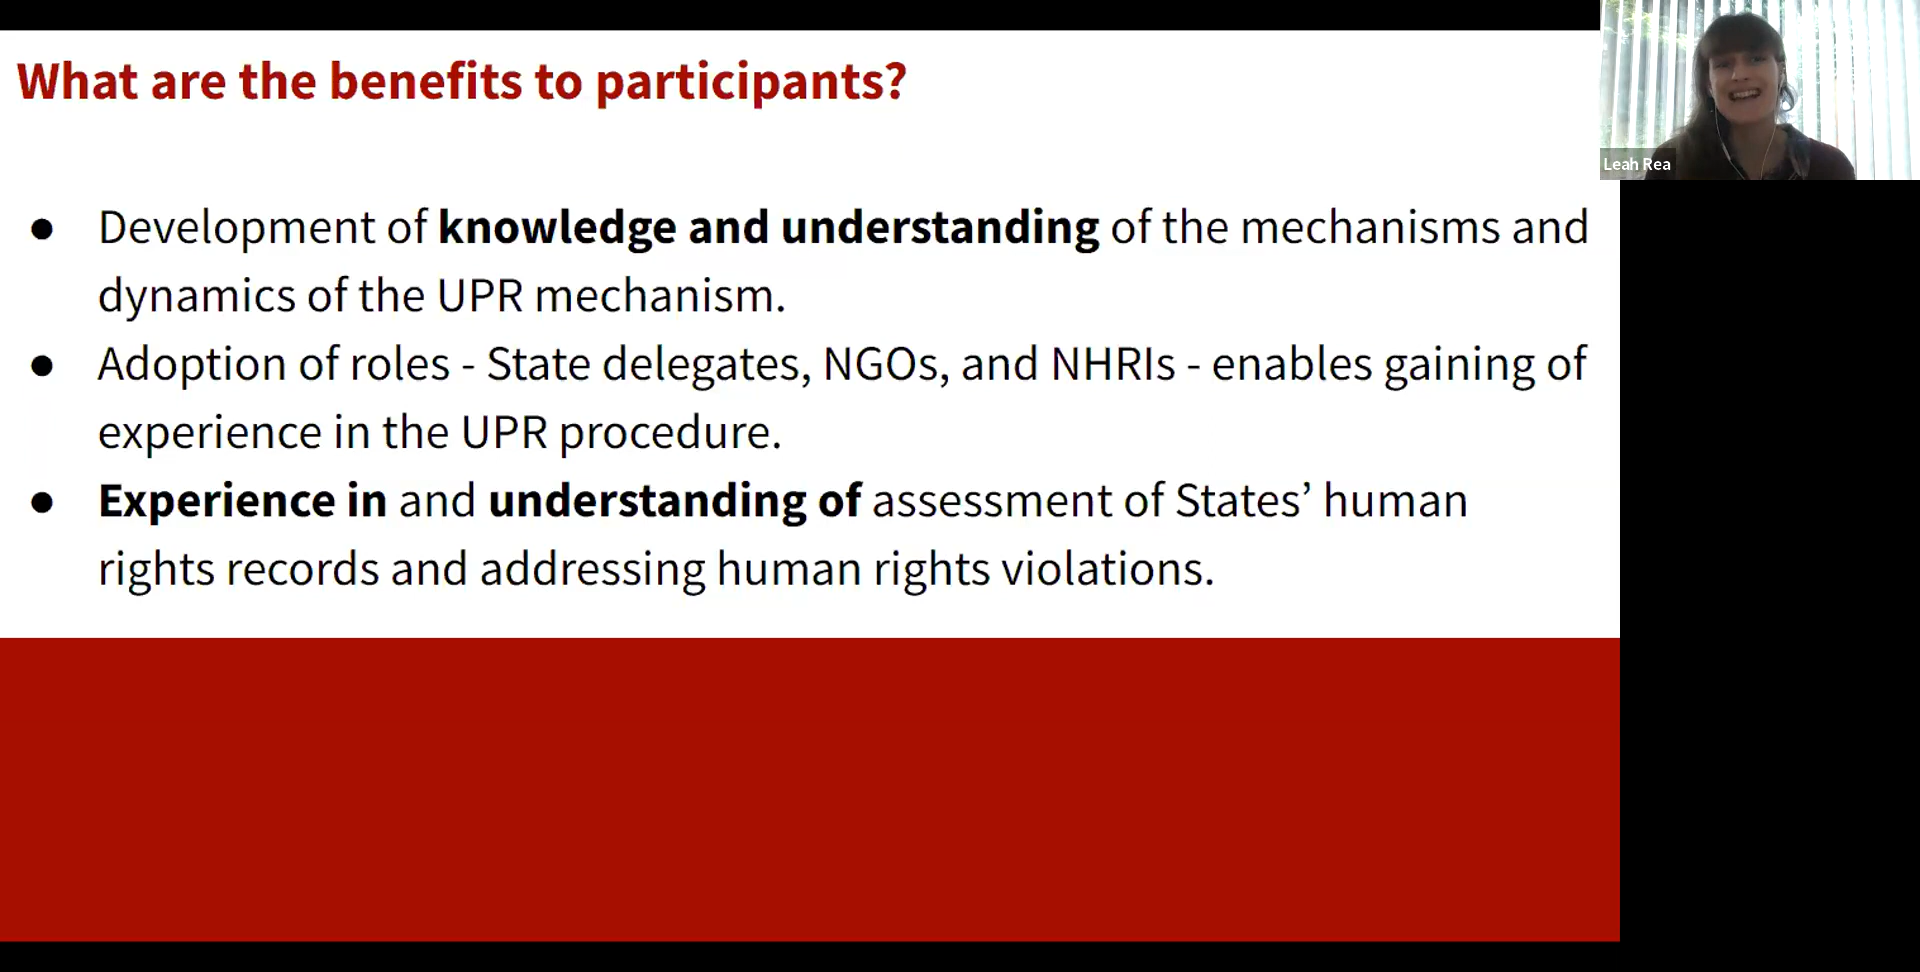 What are the benefits to participants?
Leah Rea
● Development of knowledge and understanding of the mechanisms and
dynamics of the UPR mechanism.
● Adoption of roles - State delegates, NGOs, and NHRIs - enables gaining of
experience in the UPR procedure.
● Experience in and understanding of assessment of States’ human
rights records and addressing human rights violations.